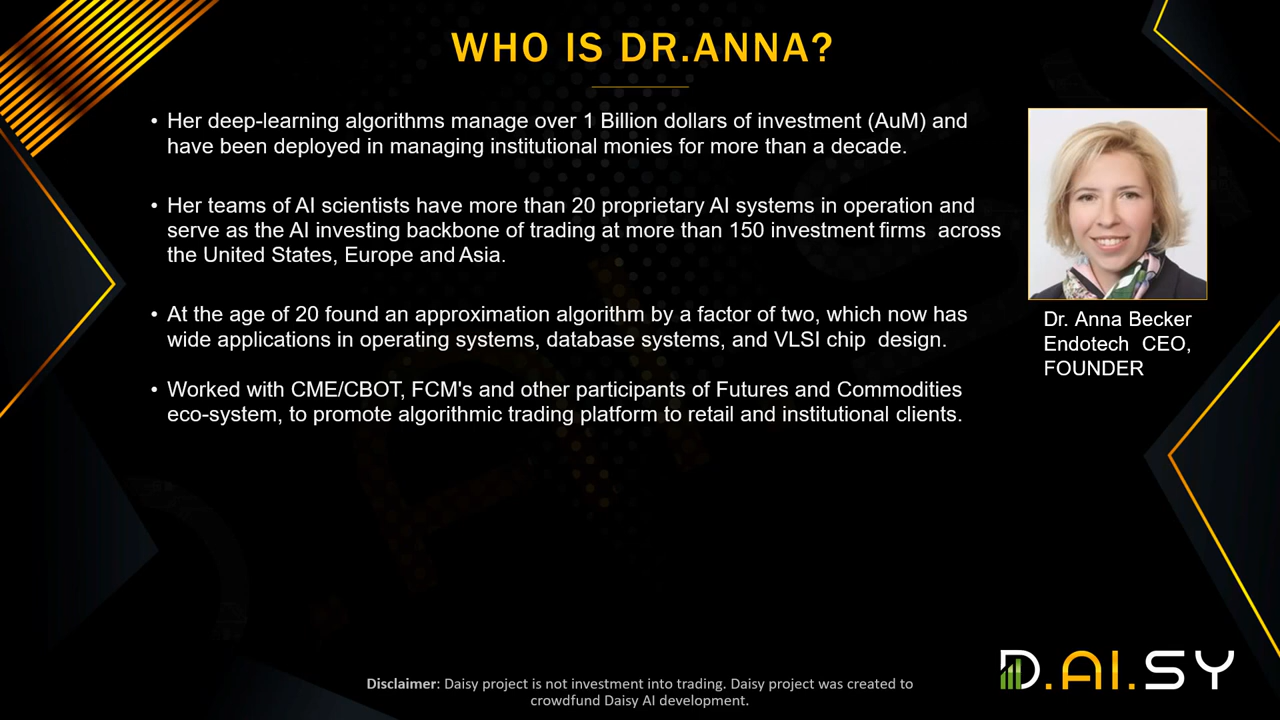 WHO IS DR.ANNA?
• Her deep-learning algorithms manage over 1 Billion dollars of investment (AuM) and
have been deployed in managing institutional monies for more than a decade.
• Her teams of AI scientists have more than 20 proprietary AI systems in operation and
serve as the AI investing backbone of trading at more than 150 investment firms across
the United States, Europe and Asia.
• At the age of 20 found an approximation algorithm by a factor of two, which now has
wide applications in operating systems, database systems, and VLSI chip design.
• Worked with CME/CBOT, FCM's and other participants of Futures and Commodities
eco-system, to promote algorithmic trading platform to retail and institutional clients.
Dr. Anna Becker
Endotech CEO,
FOUNDER
Disclaimer: Daisy project is not investment into trading. Daisy project was created to
crowdfund Daisy AI development.
D.AI.SY